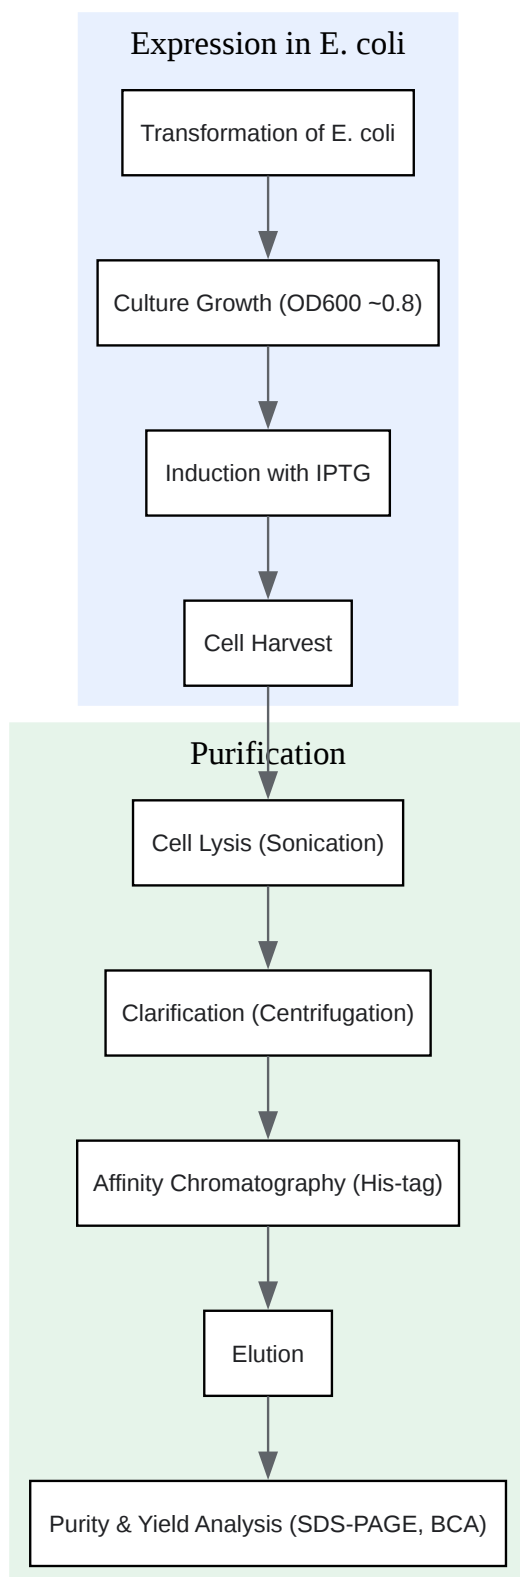 Expression in E. coli
Transformation of E. coli
Culture Growth (OD600 ~0.8)
Induction with IPTG
Cell Harvest
Purification
Cell Lysis (Sonication)
Clarification (Centrifugation)
Affinity Chromatography (His-tag)
Elution
Purity & Yield Analysis (SDS-PAGE, BCA)